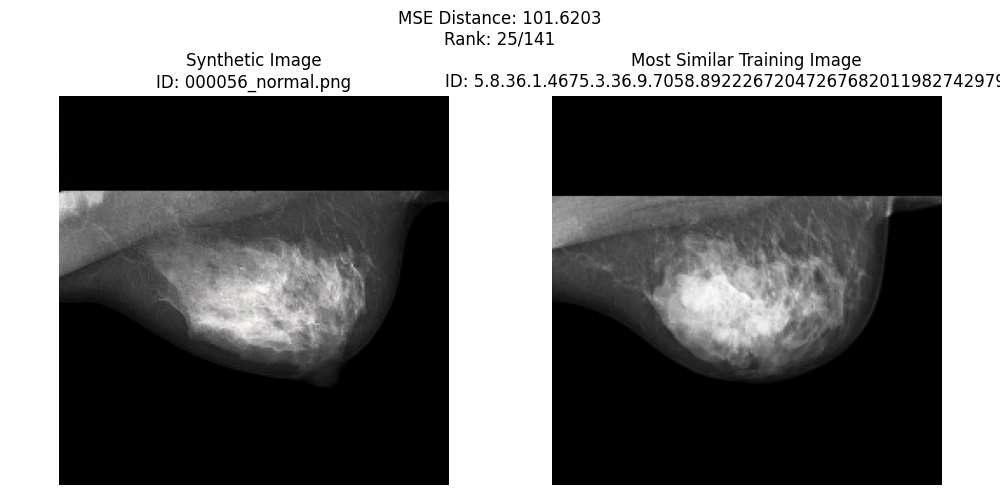 MSE Distance: 101.6203
Rank: 25/141
Synthetic Image
ID: 000056_normal.png
Most Similar Training Image
ID: 5.8.36.1.4675.3.36.9.7058.89222672047267682011982742979